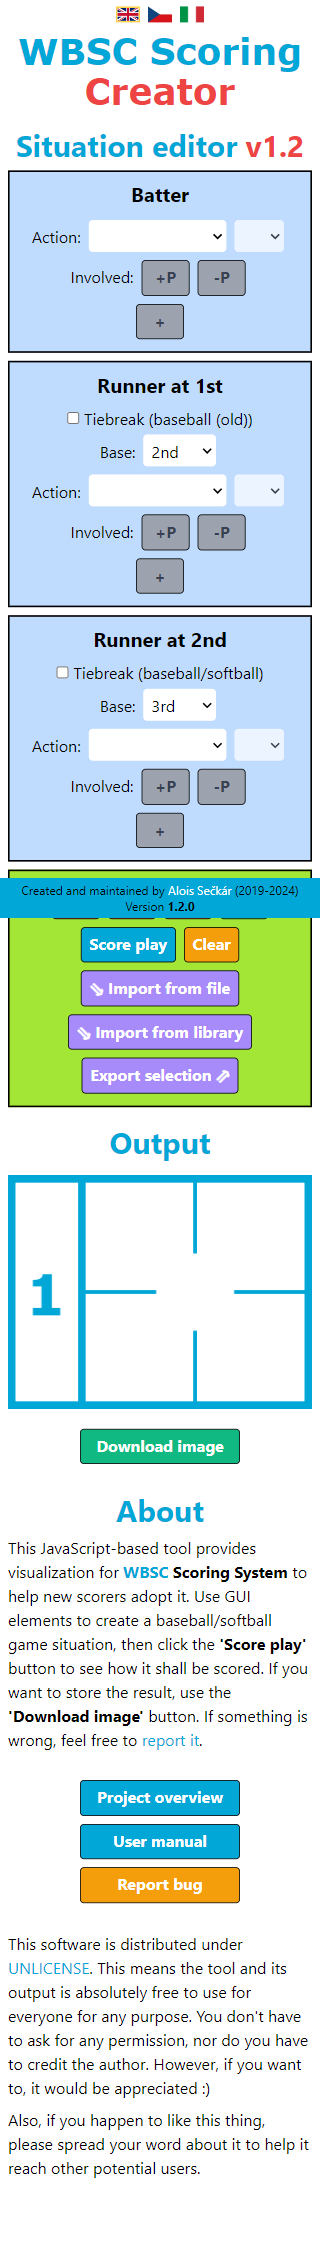 WBSC Scoring
Creator
Situation editor v1.2
Batter
Action:
Involved: +P -P
+
Runner at 1st
Tiebreak (baseball (old))
Base: 2nd
Action:
Involved: +P -P
+
Runner at 2nd
Tiebreak (baseball/softball)
Base: 3rd
Action:
Involved: +P -P
+
Created and maintained by Alois Sečkár (2019-2024)
Version 1.2.0
Score play Clear
⇘ Import from file
⇘ Import from library
Export selection ⇗
Output
1
Download image
About
This JavaScript-based tool provides
visualization for WBSC Scoring System to
help new scorers adopt it. Use GUI
elements to create a baseball/softball
game situation, then click the 'Score play'
button to see how it shall be scored. If you
want to store the result, use the
'Download image' button. If something is
wrong, feel free to report it.
Project overview
User manual
Report bug
This software is distributed under
UNLICENSE. This means the tool and its
output is absolutely free to use for
everyone for any purpose. You don't have
to ask for any permission, nor do you have
to credit the author. However, if you want
to, it would be appreciated :)
Also, if you happen to like this thing,
please spread your word about it to help it
reach other potential users.